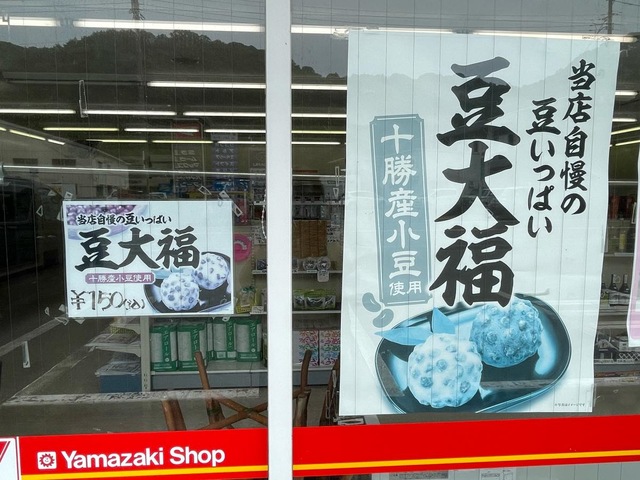 当店自慢の
豆いっぱい
豆大福
十勝産小豆使用
当店自慢の豆いっぱい
豆大福
十勝産小豆使用
¥150(込)
Yamazaki Shop